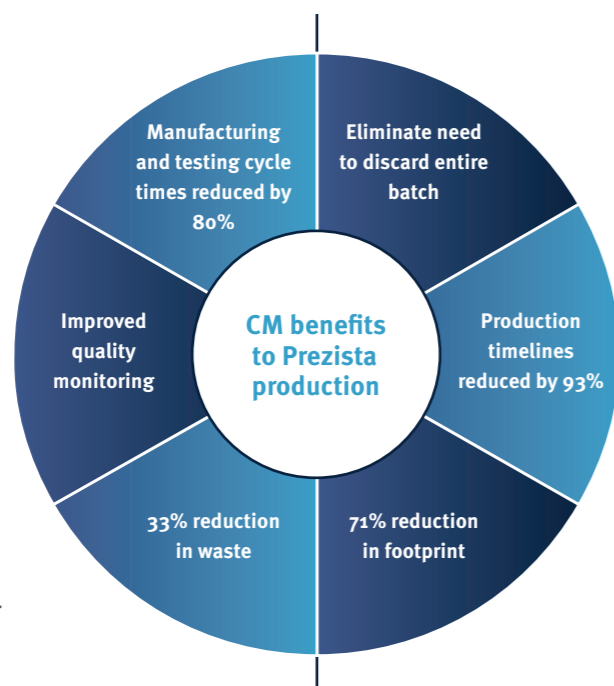 Manufacturing
and testing cycle
times reduced by
80%
Eliminate need
to discard entire
batch
Improved
quality
monitoring
CM benefits
to Prezista
production
Production
timelines
reduced by 93%
33% reduction
in waste
71% reduction
in footprint